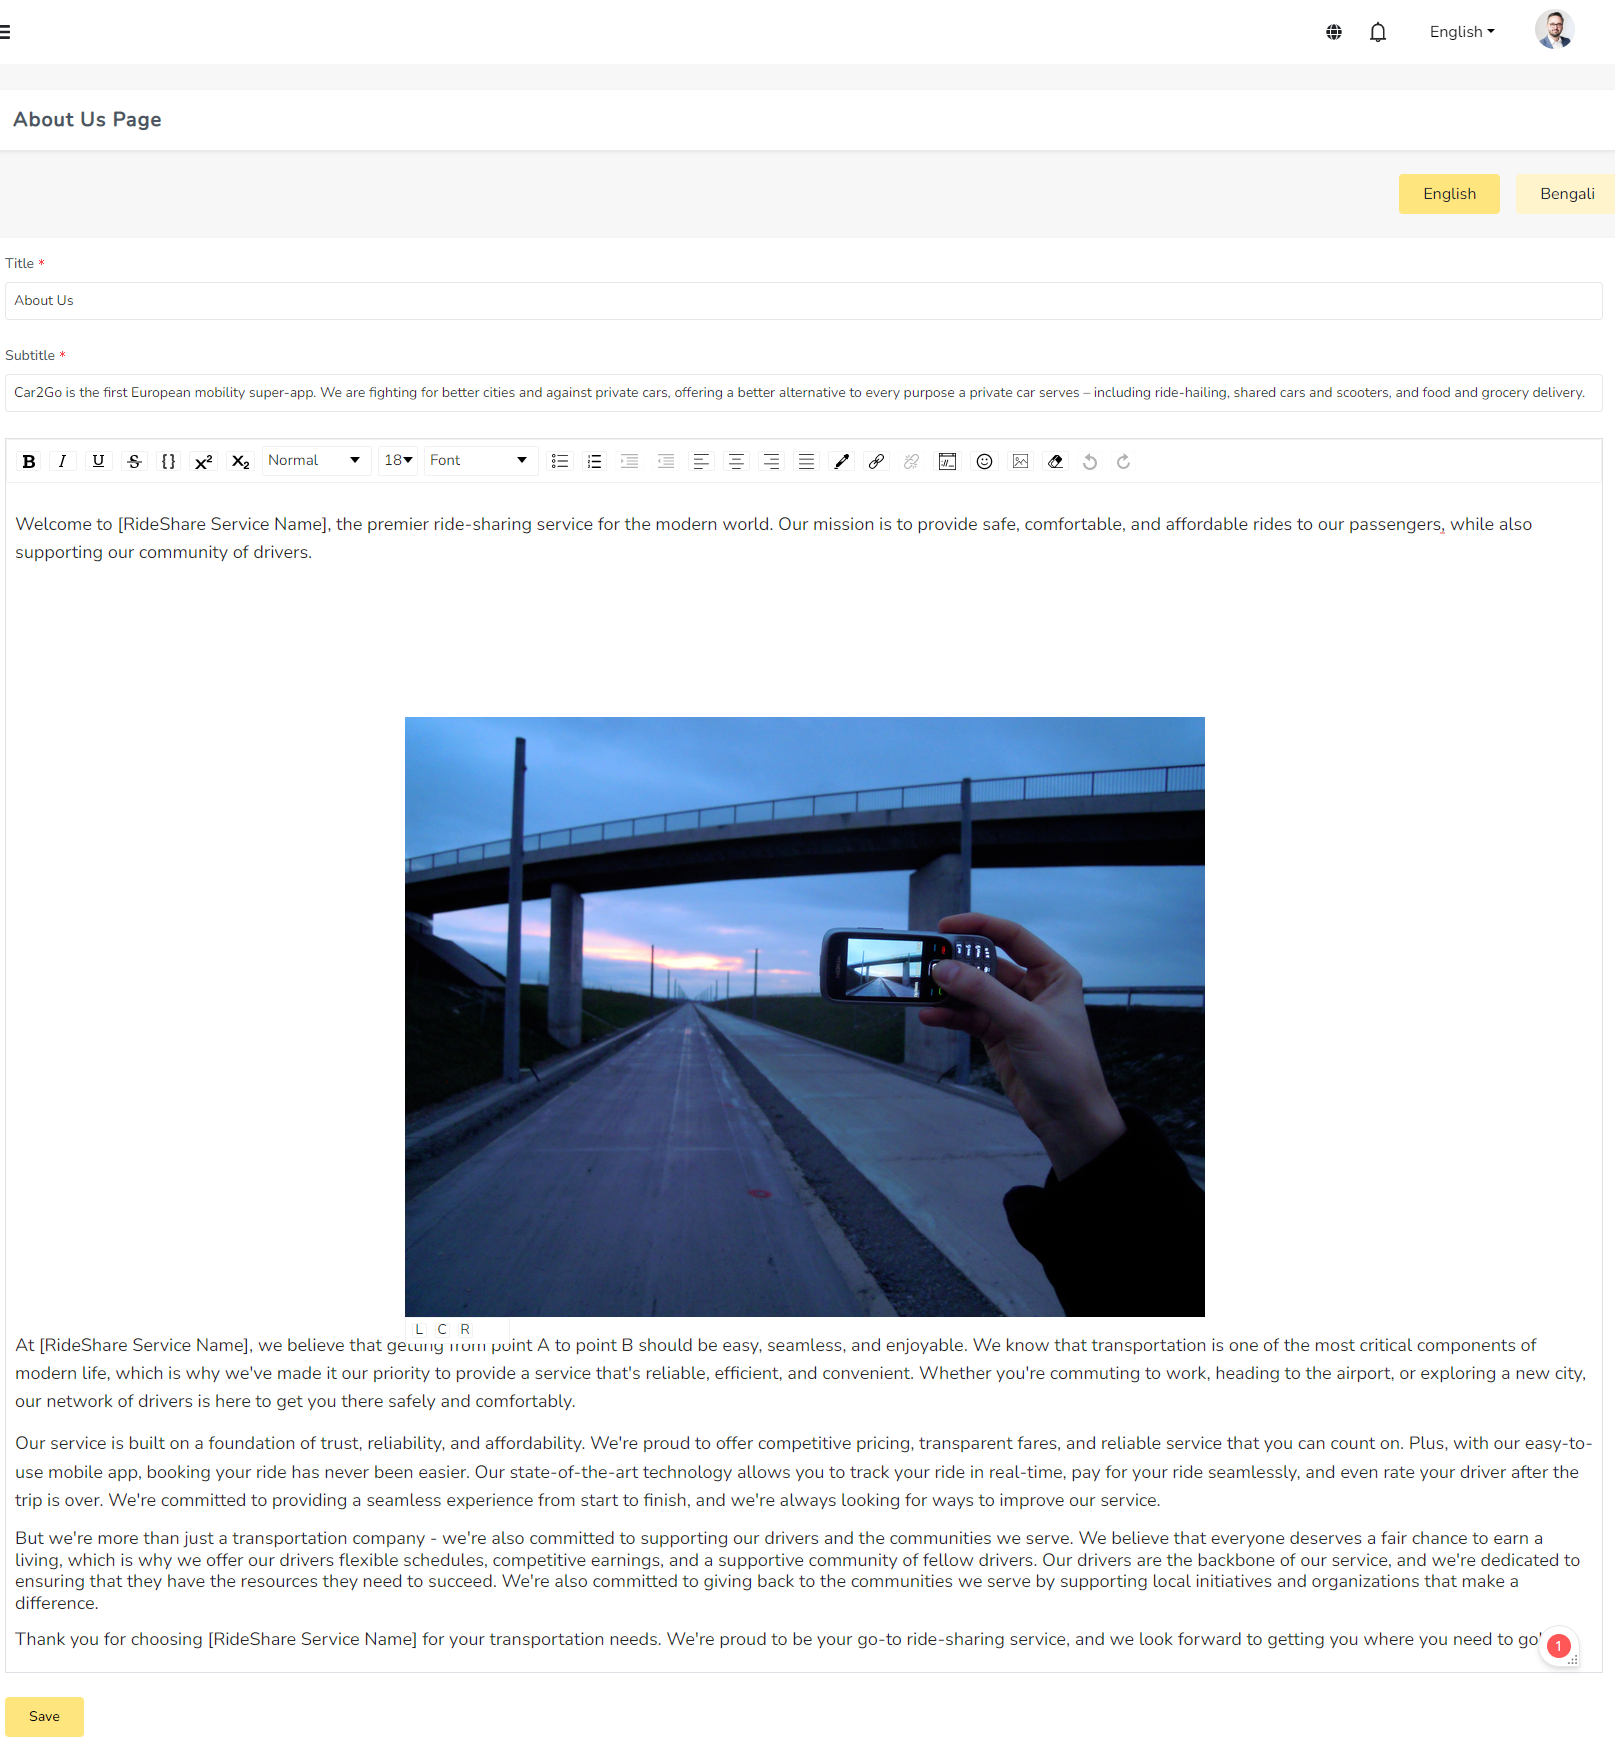 English
About Us Page
English
Bengali
Title *
About Us
Subtitle *
Car2Go is the first European mobility super-app. We are fighting for better cities and against private cars, offering a better alternative to every purpose a private car serves – including ride-hailing, shared cars and scooters, and food and grocery delivery.
B I U S {} X² X₂ Normal 18 Font
Welcome to [RideShare Service Name], the premier ride-sharing service for the modern world. Our mission is to provide safe, comfortable, and affordable rides to our passengers, while also
supporting our community of drivers.
L C R
At [RideShare Service Name], we believe that getting from point A to point B should be easy, seamless, and enjoyable. We know that transportation is one of the most critical components of
modern life, which is why we've made it our priority to provide a service that's reliable, efficient, and convenient. Whether you're commuting to work, heading to the airport, or exploring a new city,
our network of drivers is here to get you there safely and comfortably.
Our service is built on a foundation of trust, reliability, and affordability. We're proud to offer competitive pricing, transparent fares, and reliable service that you can count on. Plus, with our easy-to-
use mobile app, booking your ride has never been easier. Our state-of-the-art technology allows you to track your ride in real-time, pay for your ride seamlessly, and even rate your driver after the
trip is over. We're committed to providing a seamless experience from start to finish, and we're always looking for ways to improve our service.
But we're more than just a transportation company - we're also committed to supporting our drivers and the communities we serve. We believe that everyone deserves a fair chance to earn a
living, which is why we offer our drivers flexible schedules, competitive earnings, and a supportive community of fellow drivers. Our drivers are the backbone of our service, and we're dedicated to
ensuring that they have the resources they need to succeed. We're also committed to giving back to the communities we serve by supporting local initiatives and organizations that make a
difference.
Thank you for choosing [RideShare Service Name] for your transportation needs. We're proud to be your go-to ride-sharing service, and we look forward to getting you where you need to go!
1
Save